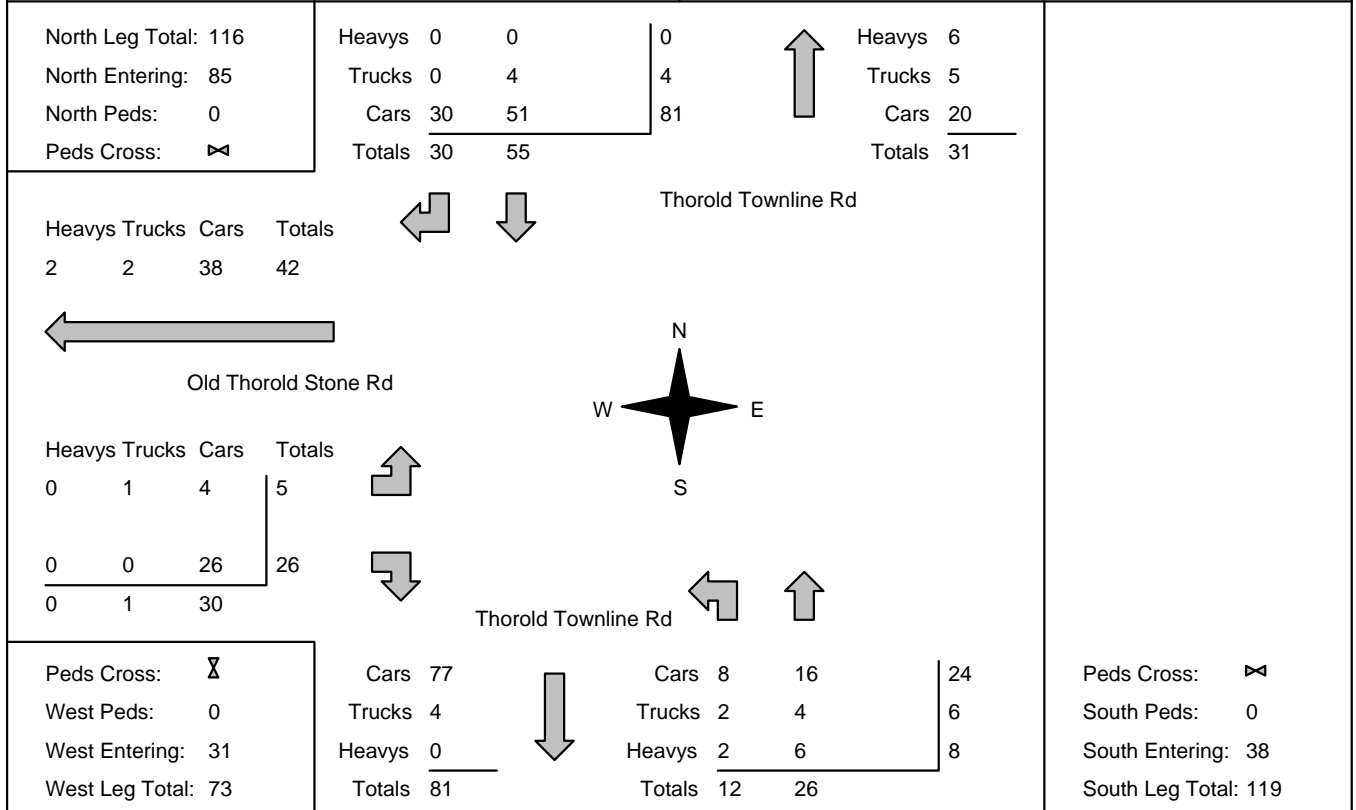 North Leg Total: 116
North Entering: 85
North Peds: 0
Peds Cross:
Heavys 0 0 0
Trucks 0 4 4
Cars 30 51 81
Totals 30 55
Heavys 6
Trucks 5
Cars 20
Totals 31
Thorold Townline Rd
Heavys Trucks Cars Totals
2 2 38 42
Old Thorold Stone Rd
N
W E
S
Heavys Trucks Cars Totals
0 1 4 5
0 0 26 26
0 1 30
Thorold Townline Rd
Peds Cross:
West Peds: 0
West Entering: 31
West Leg Total: 73
Cars 77
Trucks 4
Heavys 0
Totals 81
Cars 8 16 24
Trucks 2 4 6
Heavys 2 6 8
Totals 12 26
Peds Cross:
South Peds: 0
South Entering: 38
South Leg Total: 119